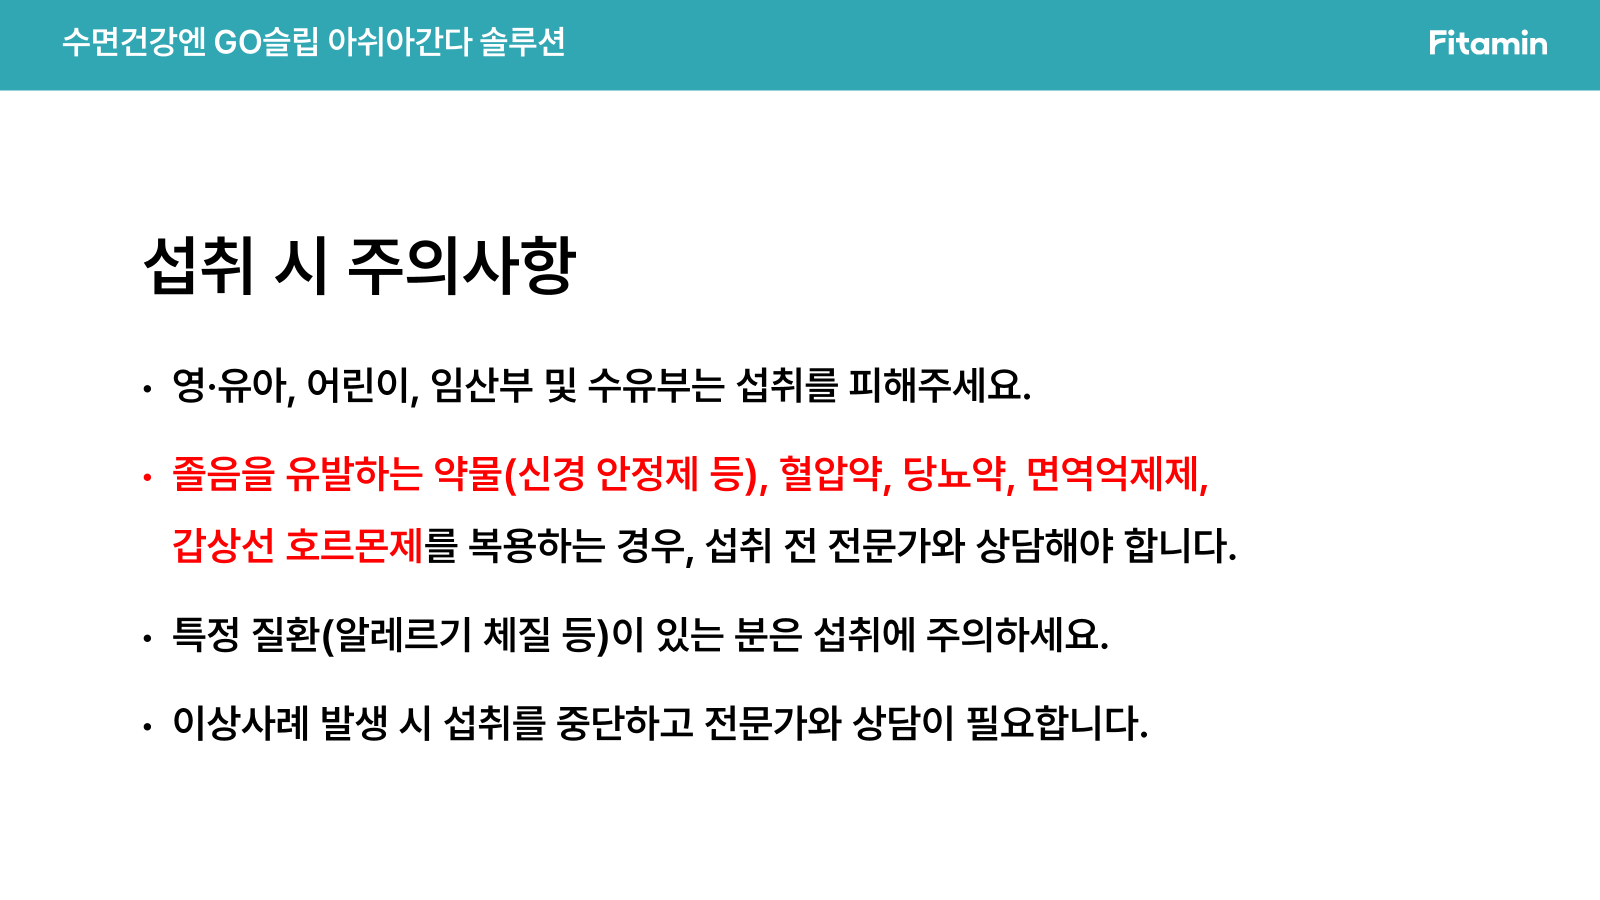 수면건강엔 GO슬립 아쉬아간다 솔루션
Fitamin
섭취 시 주의사항
• 영·유아, 어린이, 임산부 및 수유부는 섭취를 피해주세요.
• 졸음을 유발하는 약물(신경 안정제 등), 혈압약, 당뇨약, 면역억제제,
갑상선 호르몬제를 복용하는 경우, 섭취 전 전문가와 상담해야 합니다.
• 특정 질환(알레르기 체질 등)이 있는 분은 섭취에 주의하세요.
• 이상사례 발생 시 섭취를 중단하고 전문가와 상담이 필요합니다.